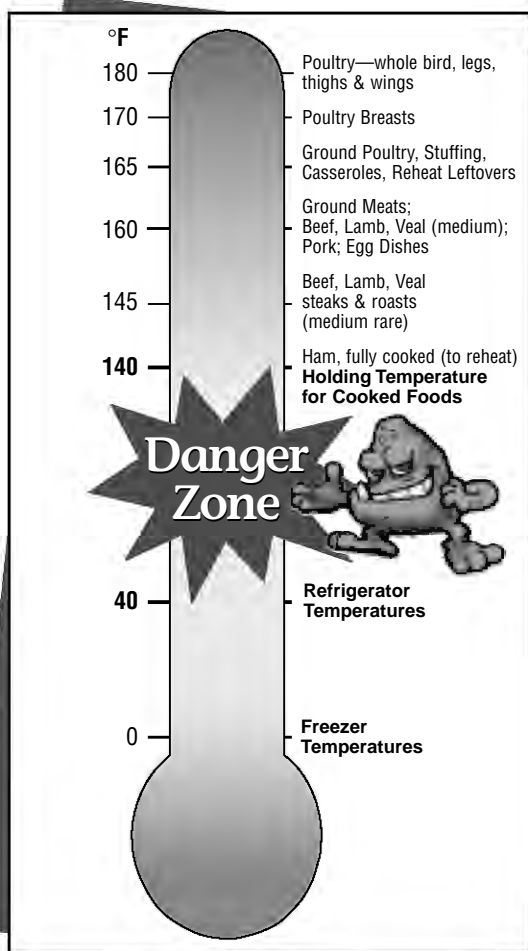 °F
180
Poultry—whole bird, legs,
thighs & wings
170
Poultry Breasts
165
Ground Poultry, Stuffing,
Casseroles, Reheat Leftovers
160
Ground Meats;
Beef, Lamb, Veal (medium);
Pork; Egg Dishes
145
Beef, Lamb, Veal
steaks & roasts
(medium rare)
140
Ham, fully cooked (to reheat)
Holding Temperature
for Cooked Foods
Danger
Zone
40
Refrigerator
Temperatures
0
Freezer
Temperatures